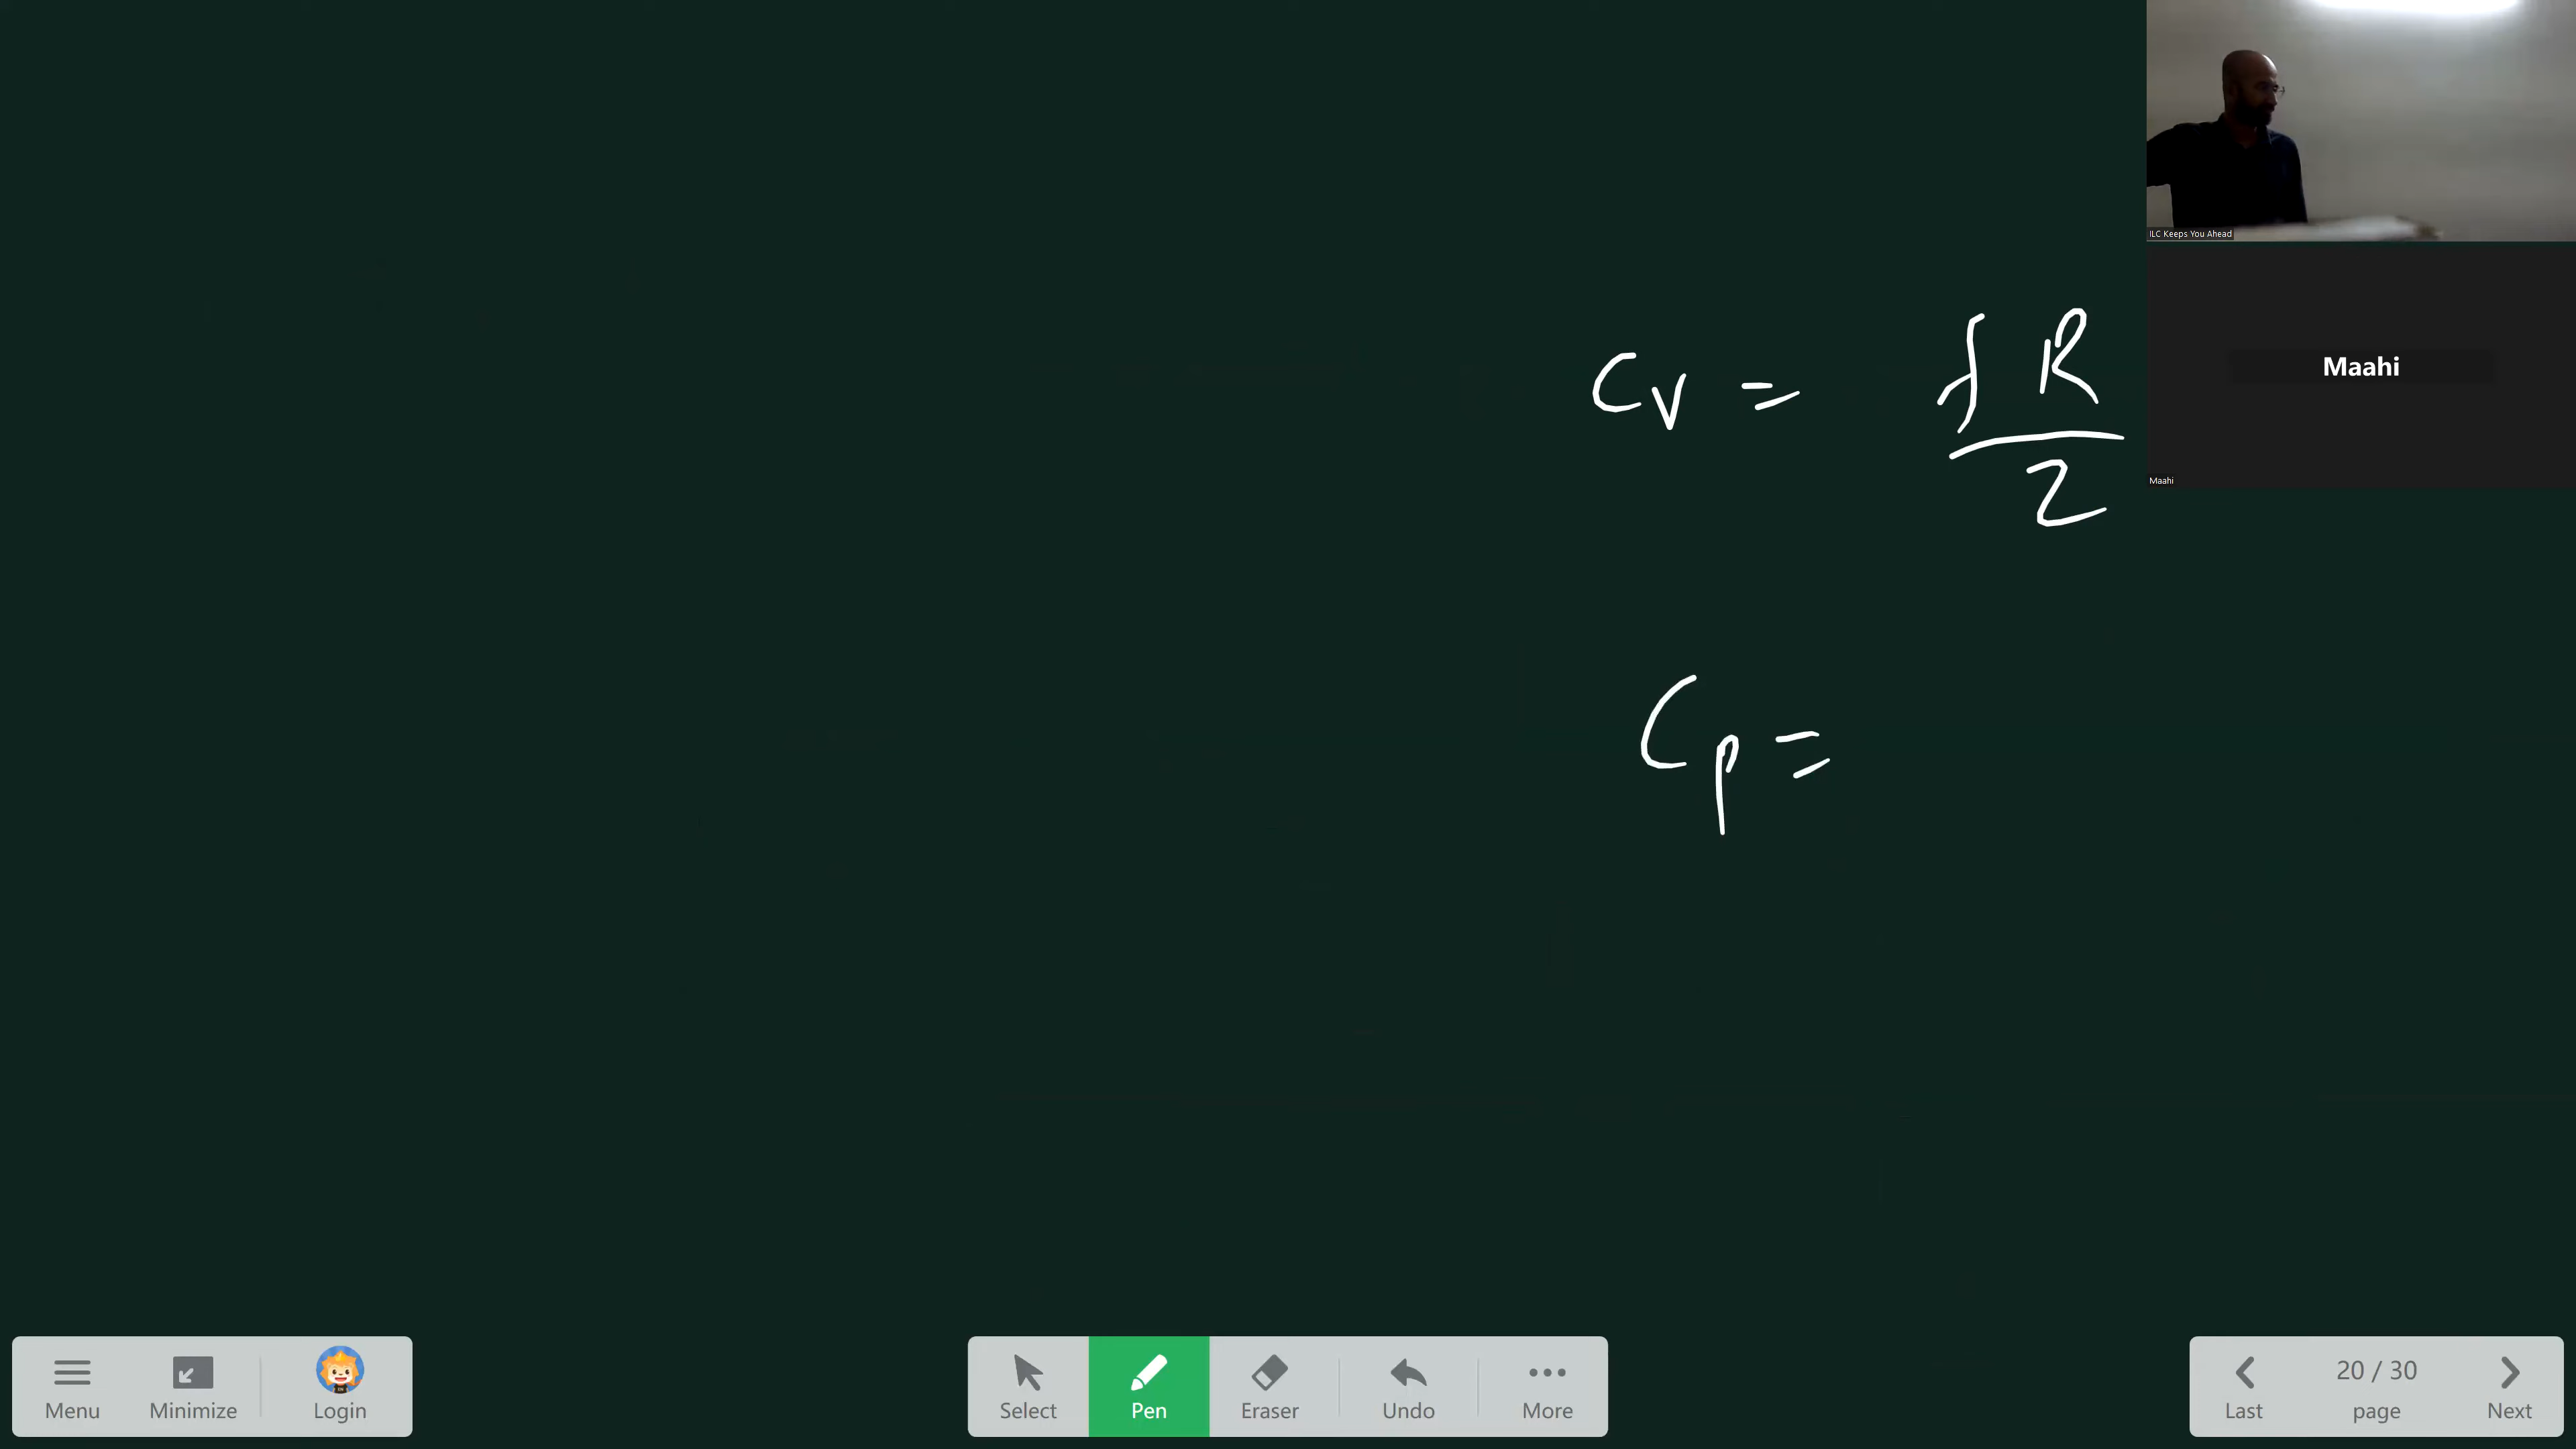 ILC Keeps You Ahead
Cv = fR/2
Maahi
Maahi
Cp =
Menu Minimize Login Select Pen Eraser Undo More Last 20 / 30 page Next